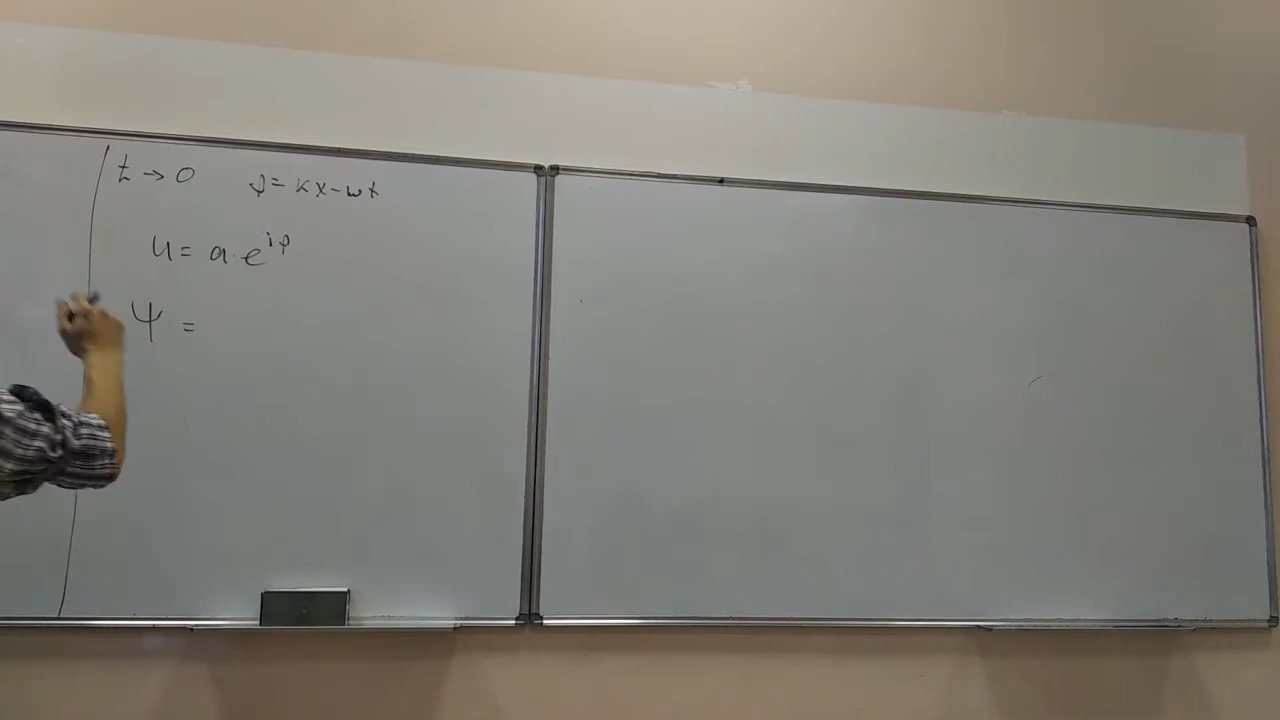 ħ → 0 φ = kx - ωt
u = a · e^{iφ}
Ψ =